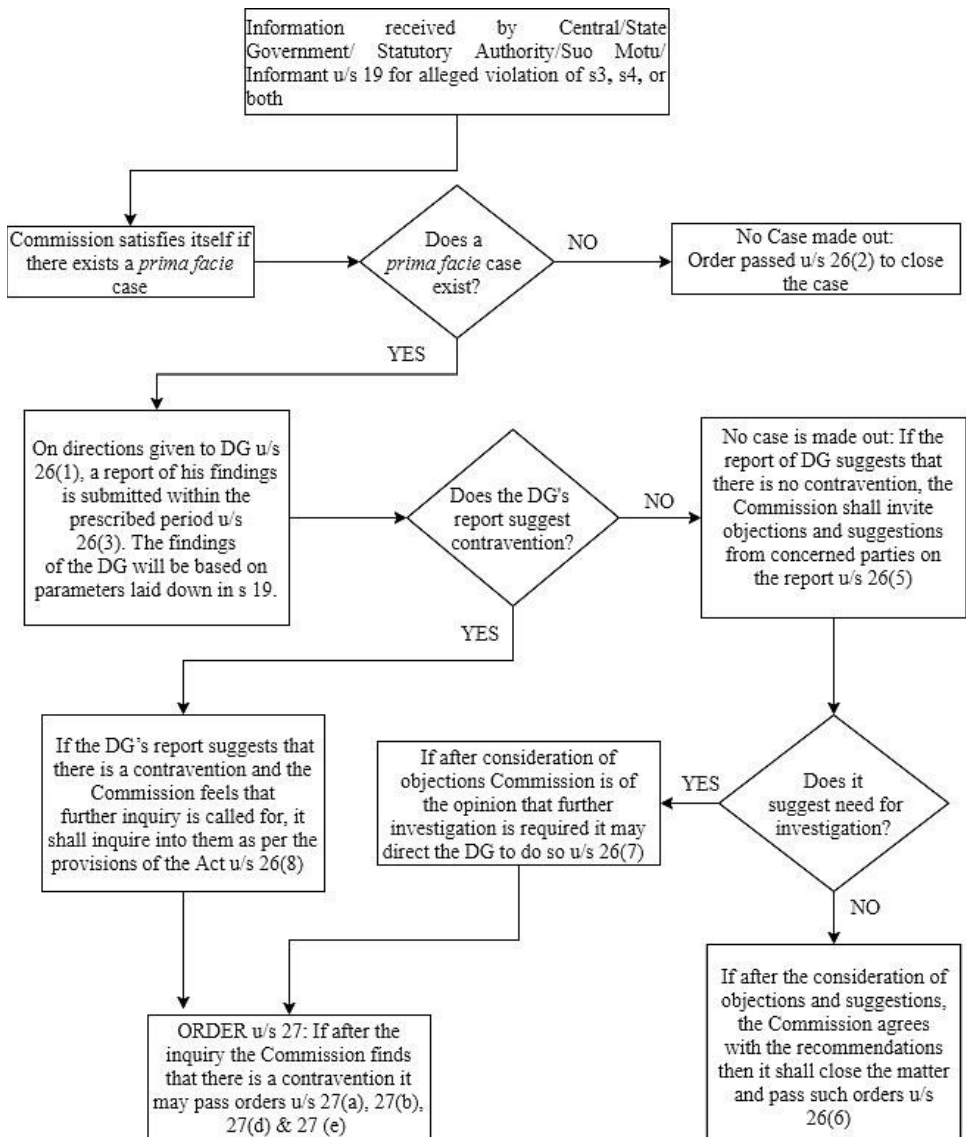 Information received by Central/State
Government/ Statutory Authority/Suo Motu/
Informant u/s 19 for alleged violation of s3, s4, or
both
Commission satisfies itself if
there exists a prima facie
case
Does a
prima facie case
exist?
NO
No Case made out:
Order passed u/s 26(2) to close
the case
YES
On directions given to DG u/s
26(1), a report of his findings
is submitted within the
prescribed period u/s
26(3). The findings
of the DG will be based on
parameters laid down in s 19.
Does the DG's
report suggest
contravention?
NO
No case is made out: If the
report of DG suggests that
there is no contravention, the
Commission shall invite
objections and suggestions
from concerned parties on
the report u/s 26(5)
YES
If the DG’s report suggests that
there is a contravention and the
Commission feels that
further inquiry is called for, it
shall inquire into them as per the
provisions of the Act u/s 26(8)
If after consideration of
objections Commission is of
the opinion that further
investigation is required it may
direct the DG to do so u/s 26(7)
YES
Does it
suggest need for
investigation?
NO
ORDER u/s 27: If after the
inquiry the Commission finds
that there is a contravention it
may pass orders u/s 27(a), 27(b),
27(d) & 27 (e)
If after the consideration of
objections and suggestions,
the Commission agrees
with the recommendations
then it shall close the matter
and pass such orders u/s
26(6)